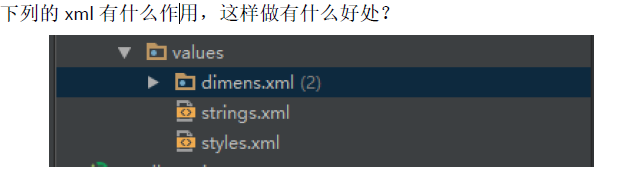 下列的 xml 有什么作用，这样做有什么好处？
values
dimens.xml (2)
strings.xml
styles.xml